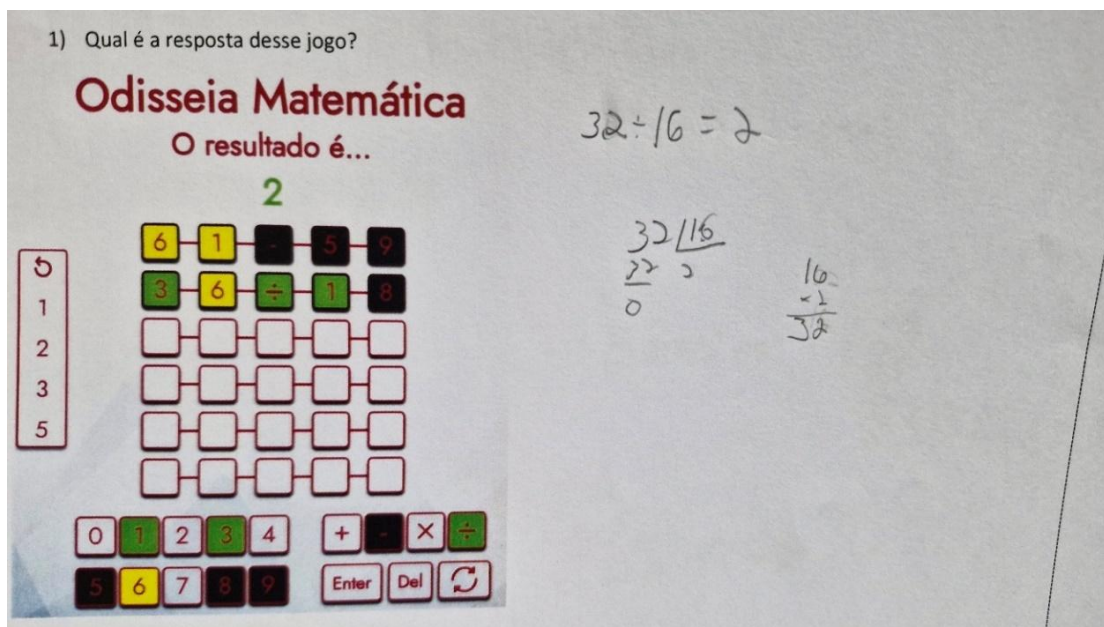 1) Qual é a resposta desse jogo?
Odisseia Matemática
O resultado é...
2
6 1 - 5 9
3 6 ÷ 1 8
1
2
3
5
0 1 2 3 4 + - × ÷
5 6 7 8 9 Enter Del
32 ÷ 16 = 2
32 16
32 2
0
16
×2
32